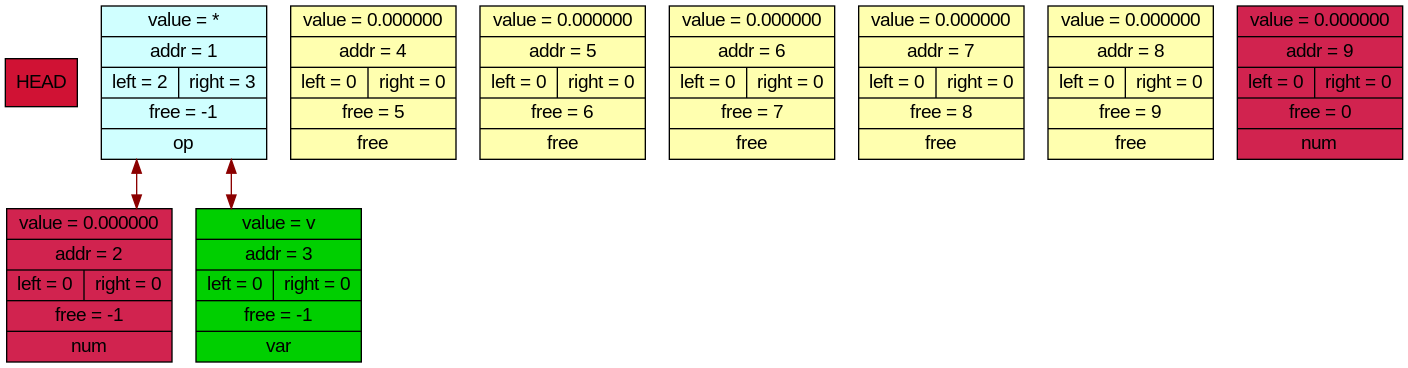 HEAD
value = *
addr = 1
left = 2 right = 3
free = -1
op
value = 0.000000
addr = 4
left = 0 right = 0
free = 5
free
value = 0.000000
addr = 5
left = 0 right = 0
free = 6
free
value = 0.000000
addr = 6
left = 0 right = 0
free = 7
free
value = 0.000000
addr = 7
left = 0 right = 0
free = 8
free
value = 0.000000
addr = 8
left = 0 right = 0
free = 9
free
value = 0.000000
addr = 9
left = 0 right = 0
free = 0
num
value = 0.000000
addr = 2
left = 0 right = 0
free = -1
num
value = v
addr = 3
left = 0 right = 0
free = -1
var